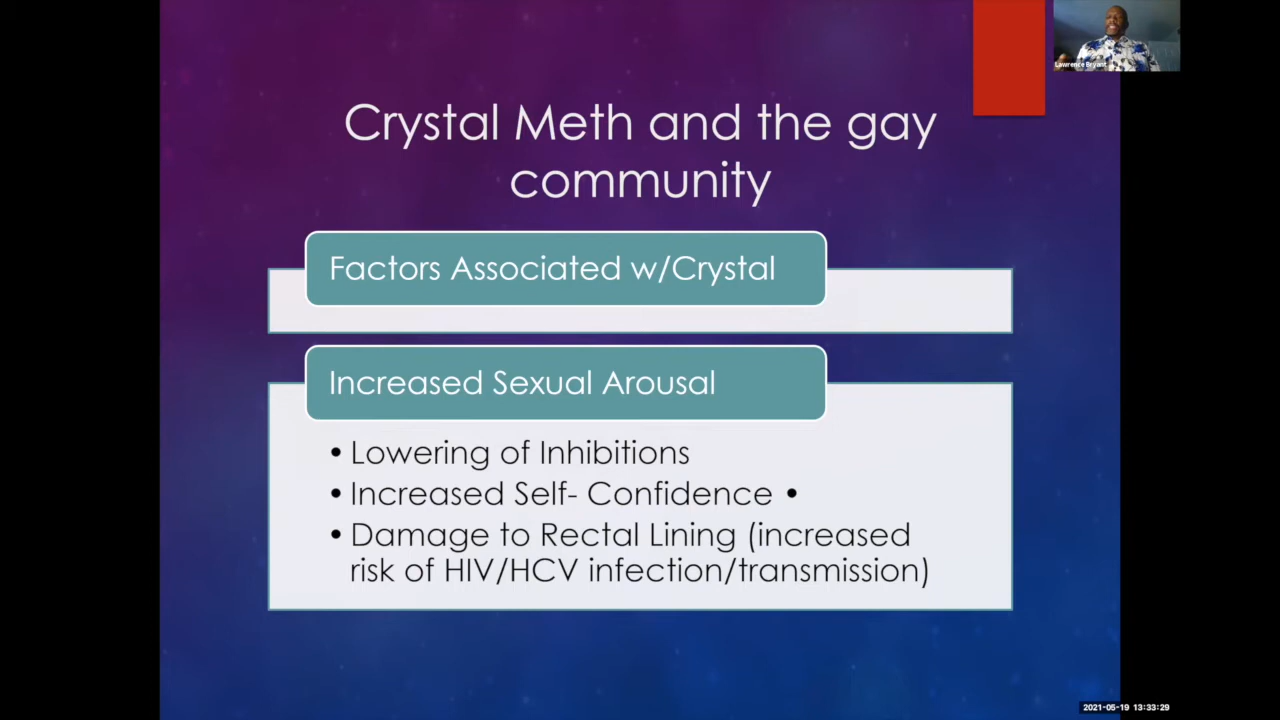 Lawrence Bryant
Crystal Meth and the gay
community
Factors Associated w/Crystal
Increased Sexual Arousal
• Lowering of Inhibitions
• Increased Self- Confidence •
• Damage to Rectal Lining (increased
risk of HIV/HCV infection/transmission)
2021-05-19 13:33:29